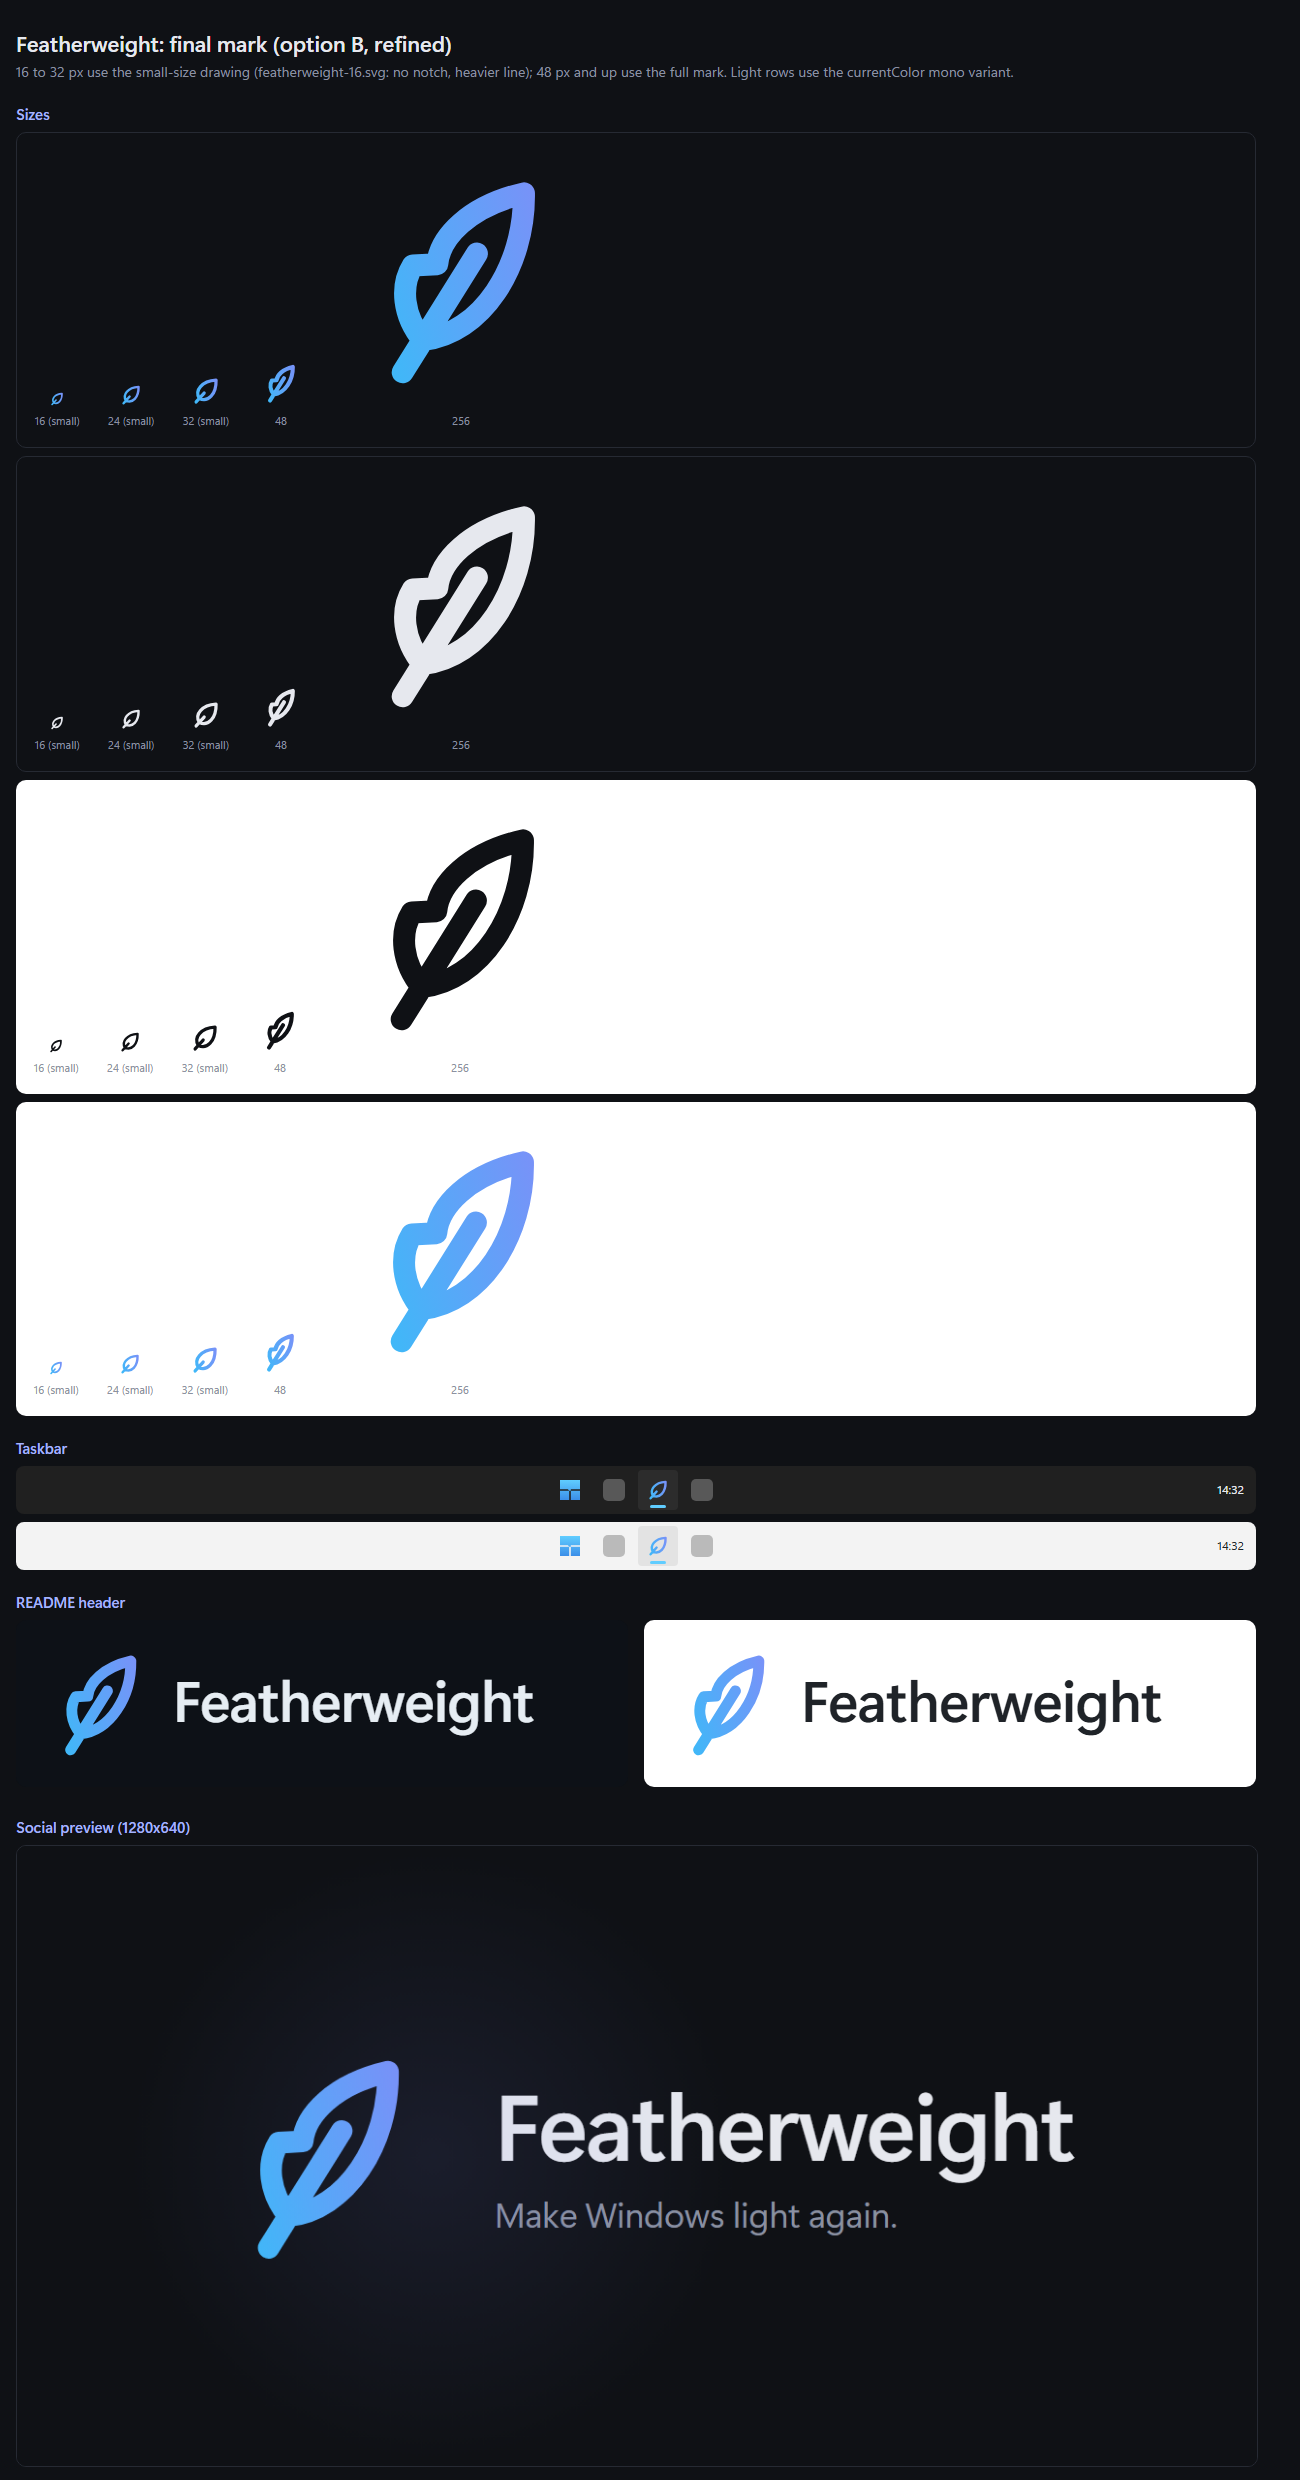 Featherweight: final mark (option B, refined)
16 to 32 px use the small-size drawing (featherweight-16.svg: no notch, heavier line); 48 px and up use the full mark. Light rows use the currentColor mono variant.
Sizes
16 (small) 24 (small) 32 (small) 48 256
16 (small) 24 (small) 32 (small) 48 256
16 (small) 24 (small) 32 (small) 48 256
16 (small) 24 (small) 32 (small) 48 256
Taskbar
14:32
14:32
README header
Featherweight Featherweight
Social preview (1280x640)
Featherweight
Make Windows light again.